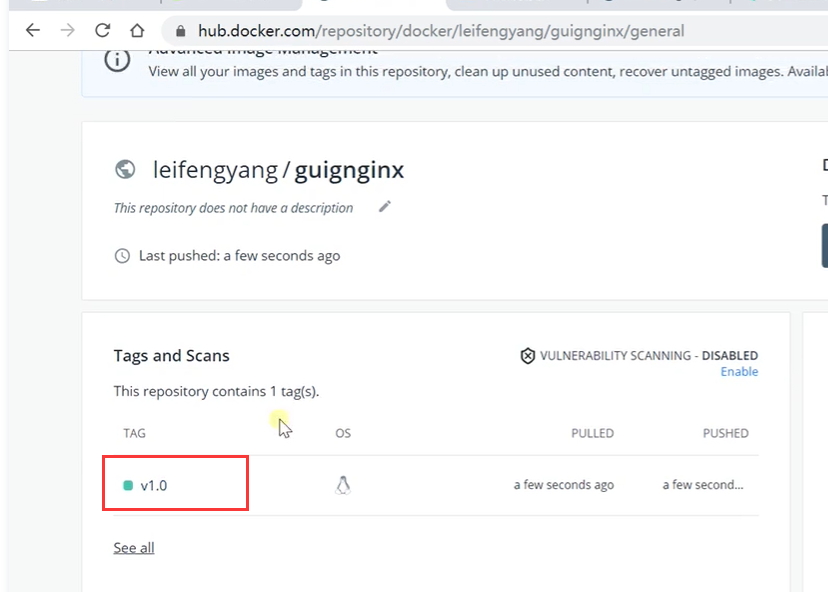 hub.docker.com/repository/docker/leifengyang/guignginx/general
Advanced Image Management
View all your images and tags in this repository, clean up unused content, recover untagged images.
leifengyang / guignginx
This repository does not have a description
Last pushed: a few seconds ago
Tags and Scans
VULNERABILITY SCANNING - DISABLED
Enable
This repository contains 1 tag(s).
TAG OS PULLED PUSHED
v1.0 a few seconds ago a few second...
See all